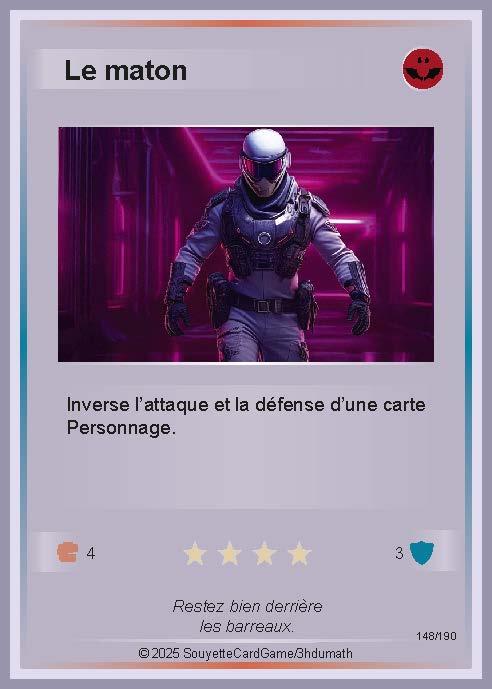 Le maton
Inverse l’attaque et la défense d’une carte
Personnage.
4
3
Restez bien derrière
les barreaux.
148/190
© 2025 SouyetteCardGame/3hdumath